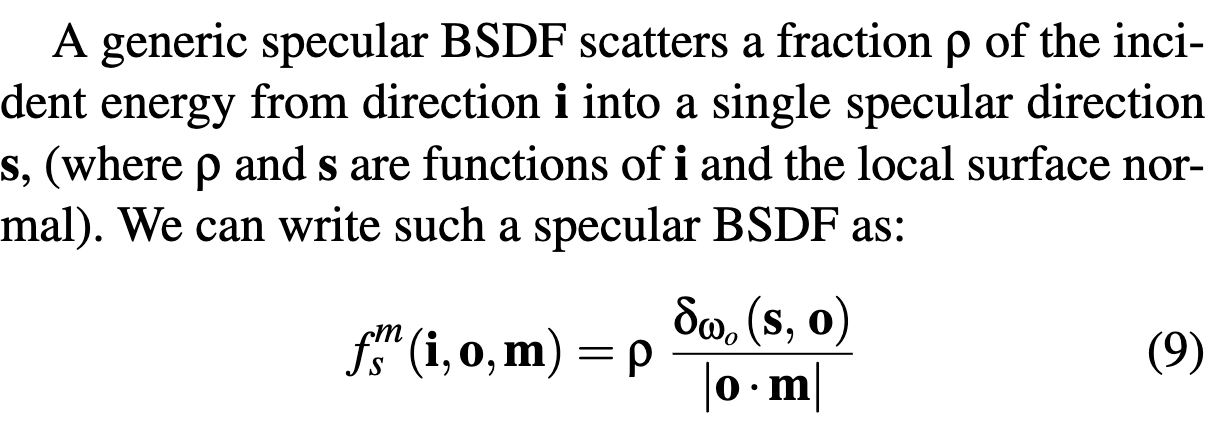 A generic specular BSDF scatters a fraction ρ of the inci-
dent energy from direction i into a single specular direction
s, (where ρ and s are functions of i and the local surface nor-
mal). We can write such a specular BSDF as:
f_s^m(i, o, m) = ρ δ_{ω_o}(s, o) / |o · m| (9)